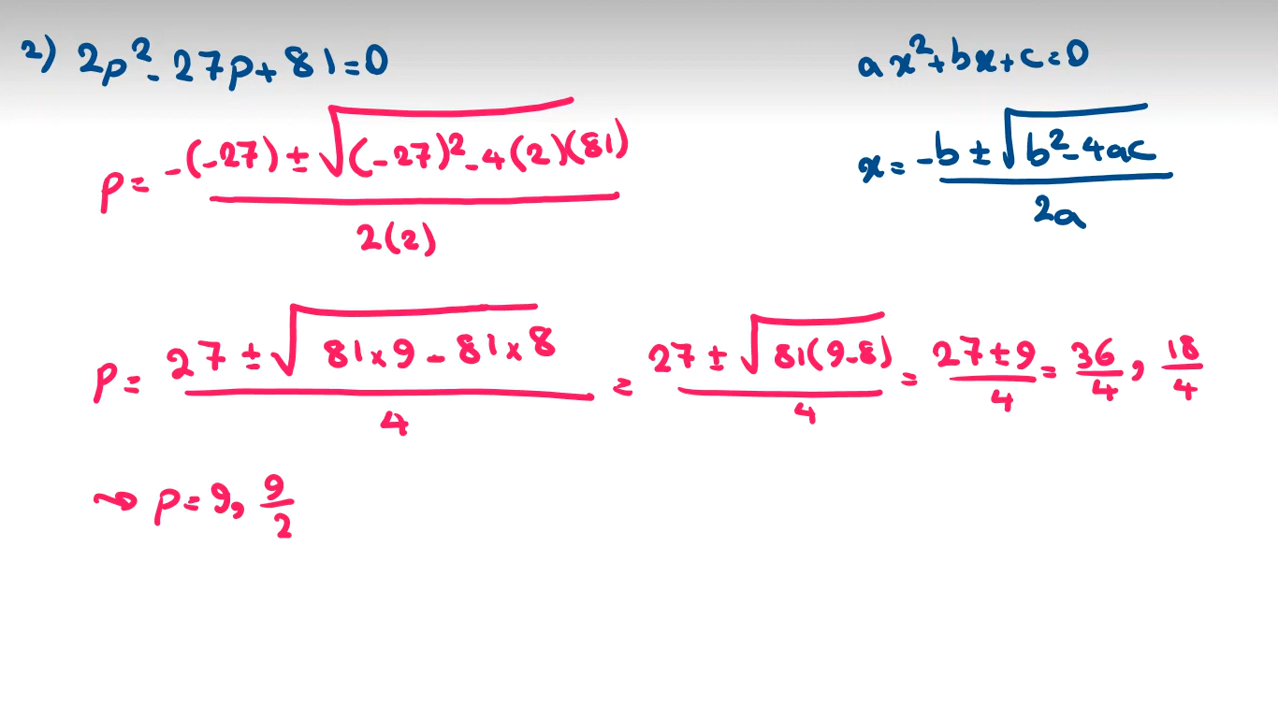 2) 2p² - 27p + 81 = 0
ax² + bx + c = 0
p = -(-27) ± √((-27)² - 4(2)(81)) / 2(2)
x = -b ± √(b² - 4ac) / 2a
p = 27 ± √(81 × 9 - 81 × 8) / 4 = 27 ± √(81(9 - 8)) / 4 = 27 ± 9 / 4 = 36/4 , 18/4
⇝ p = 9, 9/2